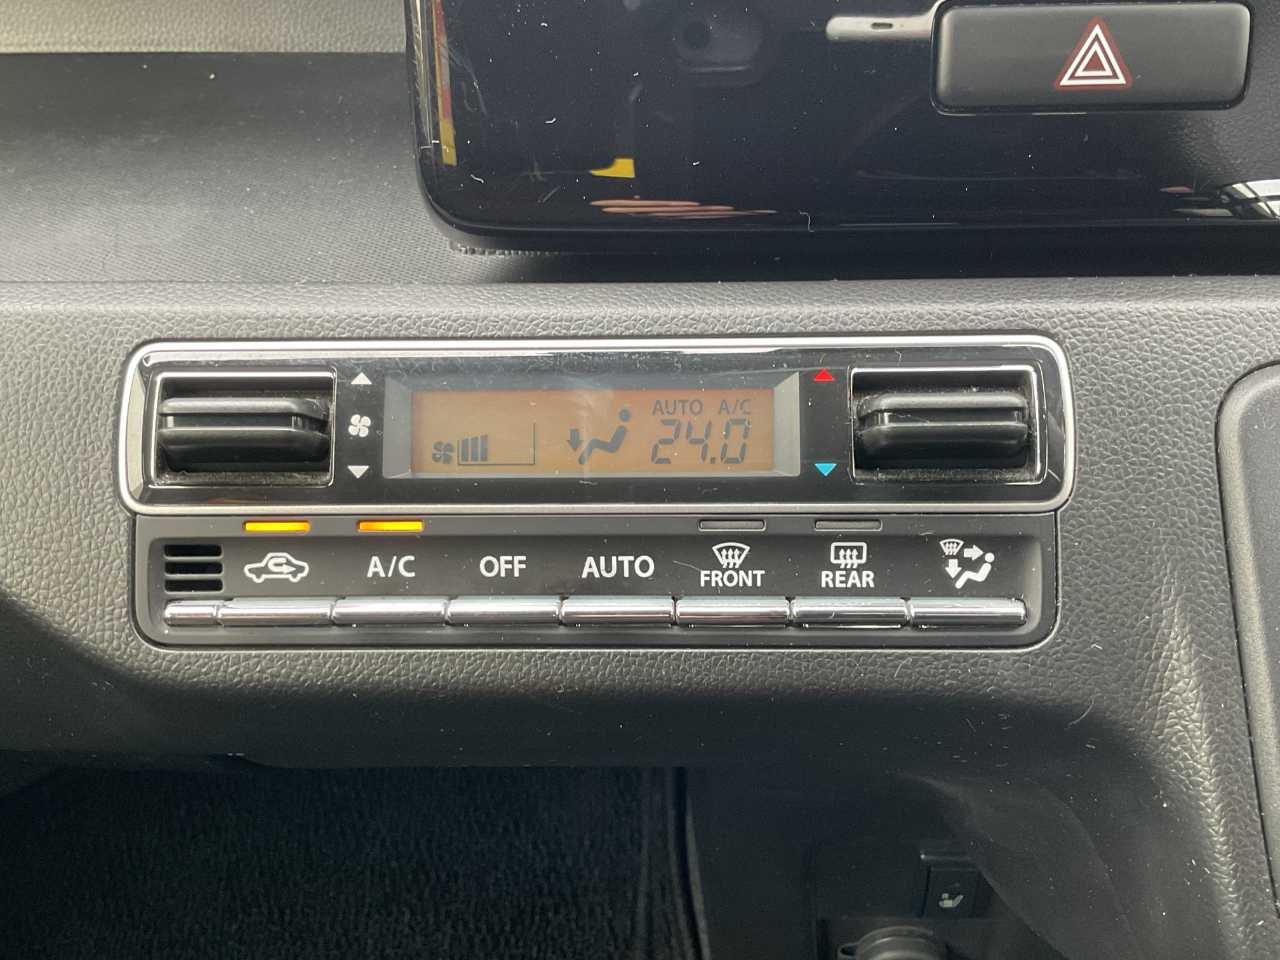 AUTO A/C
24.0
A/C OFF AUTO FRONT REAR